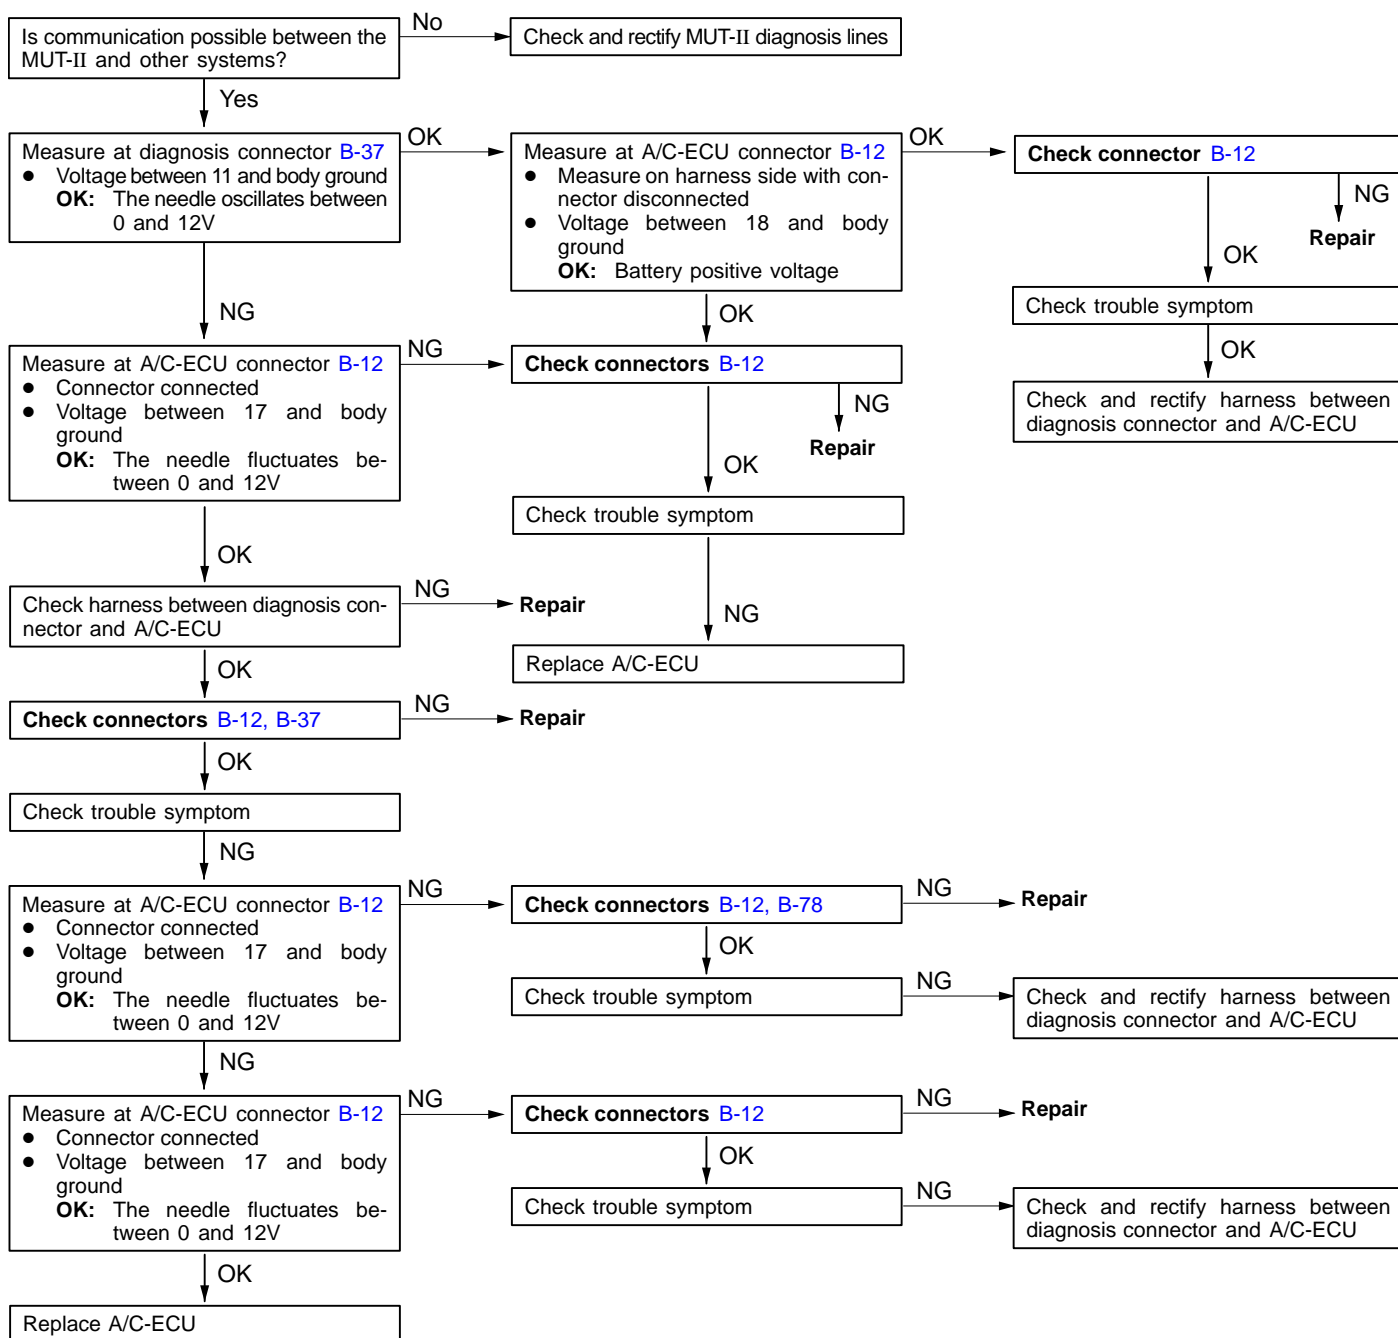 Is communication possible between the
MUT-II and other systems?
No
Check and rectify MUT-II diagnosis lines
Yes
Measure at diagnosis connector B-37
● Voltage between 11 and body ground
OK: The needle oscillates between
0 and 12V
OK
Measure at A/C-ECU connector B-12
● Measure on harness side with con-
nector disconnected
● Voltage between 18 and body
ground
OK: Battery positive voltage
OK
Check connector B-12
NG
Repair
OK
Check trouble symptom
OK
Check and rectify harness between
diagnosis connector and A/C-ECU
NG
OK
Measure at A/C-ECU connector B-12
● Connector connected
● Voltage between 17 and body
ground
OK: The needle fluctuates be-
tween 0 and 12V
NG
Check connectors B-12
NG
Repair
OK
Check trouble symptom
NG
Replace A/C-ECU
OK
Check harness between diagnosis con-
nector and A/C-ECU
NG
Repair
OK
Check connectors B-12, B-37
NG
Repair
OK
Check trouble symptom
NG
Measure at A/C-ECU connector B-12
● Connector connected
● Voltage between 17 and body
ground
OK: The needle fluctuates be-
tween 0 and 12V
NG
Check connectors B-12, B-78
NG
Repair
OK
Check trouble symptom
NG
Check and rectify harness between
diagnosis connector and A/C-ECU
NG
Measure at A/C-ECU connector B-12
● Connector connected
● Voltage between 17 and body
ground
OK: The needle fluctuates be-
tween 0 and 12V
NG
Check connectors B-12
NG
Repair
OK
Check trouble symptom
NG
Check and rectify harness between
diagnosis connector and A/C-ECU
OK
Replace A/C-ECU